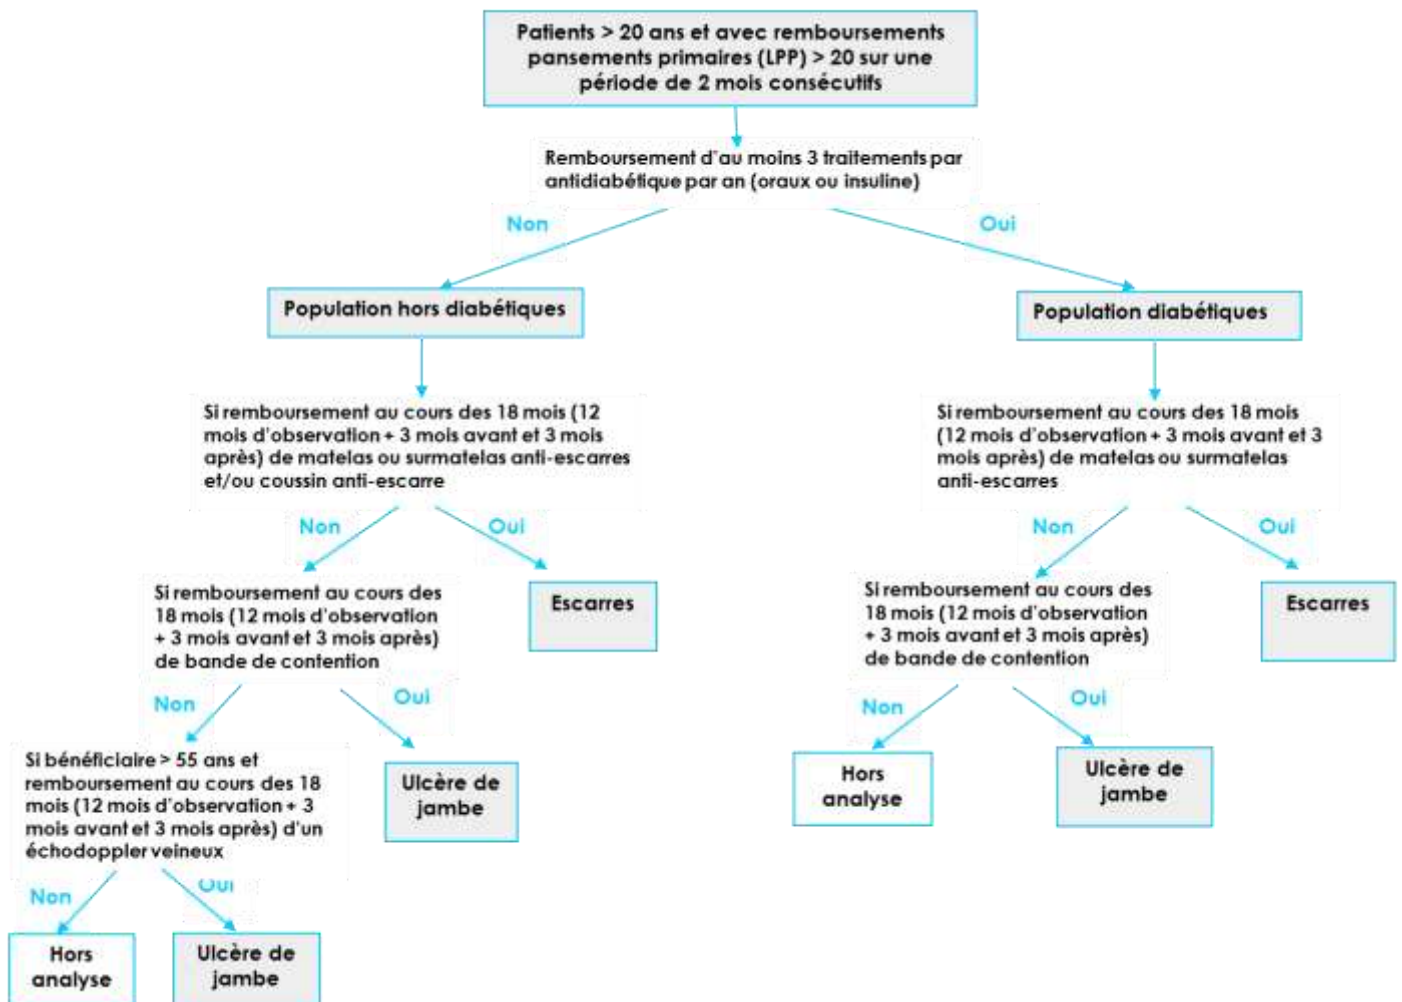 Patients > 20 ans et avec remboursements
pansements primaires (LPP) > 20 sur une
période de 2 mois consécutifs
Remboursement d'au moins 3 traitements par
antidiabétique par an (oraux ou insuline)
Non
Oui
Population hors diabétiques
Population diabétiques
Si remboursement au cours des 18 mois (12
mois d'observation + 3 mois avant et 3 mois
après) de matelas ou surmatelas anti-escarres
et/ou coussin anti-escarre
Si remboursement au cours des 18 mois
(12 mois d'observation + 3 mois avant et 3
mois après) de matelas ou surmatelas
anti-escarres
Non
Oui
Non
Oui
Si remboursement au cours des
18 mois (12 mois d'observation
+ 3 mois avant et 3 mois après)
de bande de contention
Escarres
Si remboursement au cours des
18 mois (12 mois d'observation
+ 3 mois avant et 3 mois après)
de bande de contention
Escarres
Non
Oui
Non
Oui
Si bénéficiaire > 55 ans et
remboursement au cours des 18
mois (12 mois d'observation + 3
mois avant et 3 mois après) d'un
échodoppler veineux
Ulcère de
jambe
Hors
analyse
Ulcère de
jambe
Non
Oui
Hors
analyse
Ulcère de
jambe